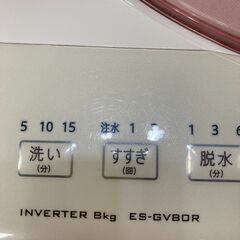 5 10 15 注水 1 1 3 6
洗い すすぎ 脱水
(分) (回) (分)
INVERTER 8kg ES-GV80R